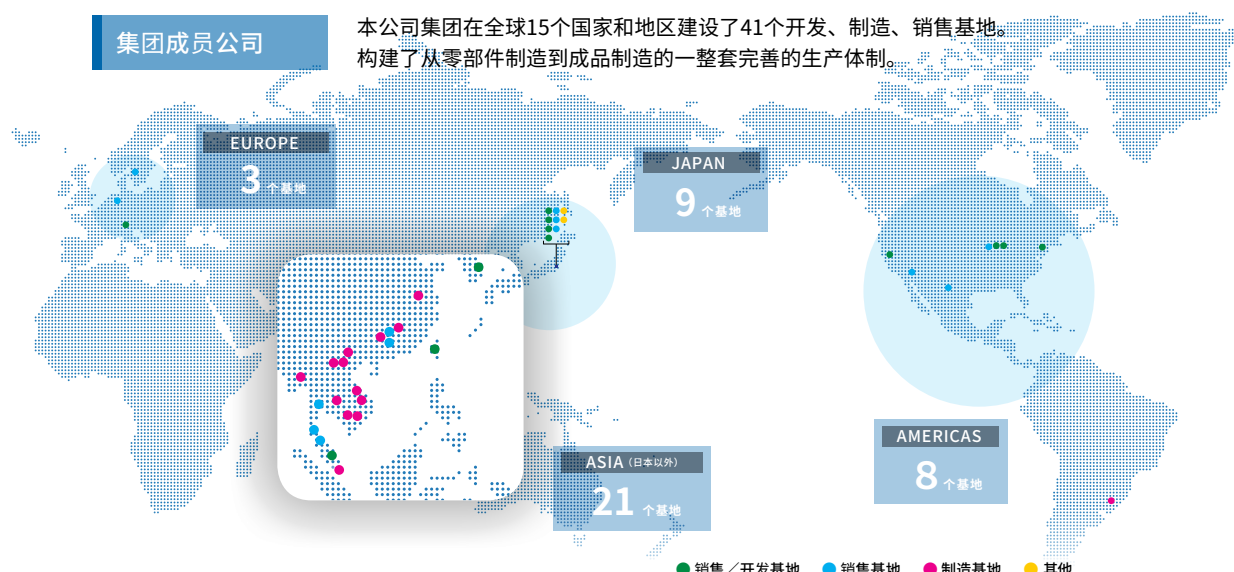 集团成员公司
本公司集团在全球15个国家和地区建设了41个开发、制造、销售基地。
构建了从零部件制造到成品制造的一整套完善的生产体制。
EUROPE
3 个基地
JAPAN
9 个基地
AMERICAS
8 个基地
ASIA（日本以外）
21 个基地
销售／开发基地 销售基地 制造基地 其他